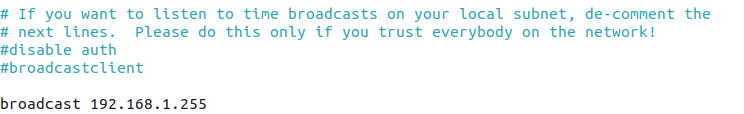 # If you want to listen to time broadcasts on your local subnet, de-comment the
# next lines.  Please do this only if you trust everybody on the network!
#disable auth
#broadcastclient
broadcast 192.168.1.255